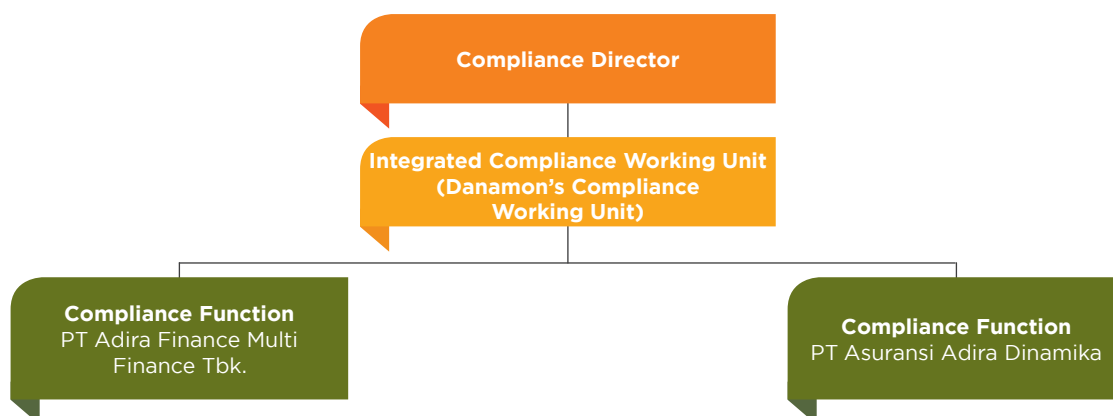 Compliance Director
Integrated Compliance Working Unit
(Danamon’s Compliance
Working Unit)
Compliance Function
PT Adira Finance Multi
Finance Tbk.
Compliance Function
PT Asuransi Adira Dinamika